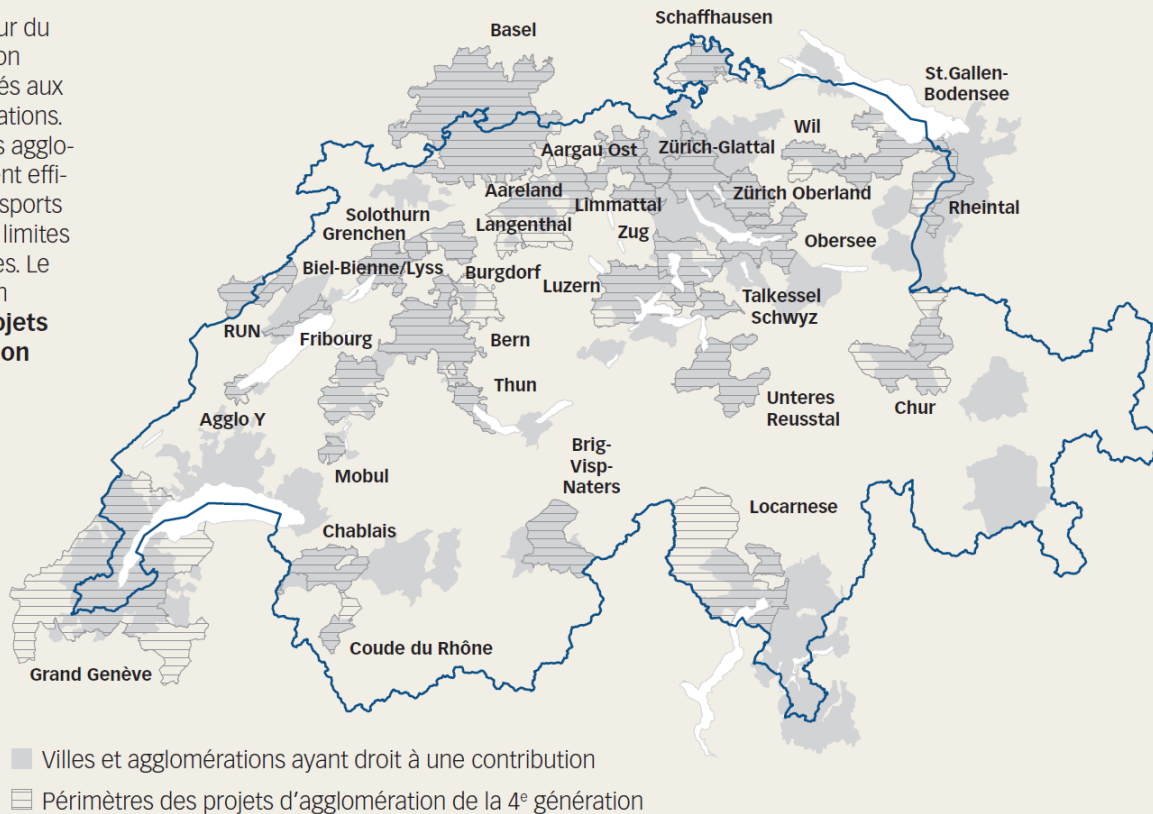 ur du
on
és aux
ations.
s agglo-
nt effi-
sports
limites
es. Le
n
ojets
on
Schaffhausen
Basel
St.Gallen-
Bodensee
Wil
Aargau Ost
Zürich-Glattal
Aareland
Zürich Oberland
Limmattal
Solothurn
Grenchen
Langenthal
Rheintal
Zug
Obersee
Biel-Bienne/Lyss
Burgdorf
Luzern
Talkessel
Schwyz
RUN
Fribourg
Bern
Thun
Unteres
Reusstal
Chur
Agglo Y
Brig-
Visp-
Naters
Mobul
Locarnese
Chablais
Coude du Rhône
Grand Genève
Villes et agglomérations ayant droit à une contribution
Périmètres des projets d’agglomération de la 4e génération